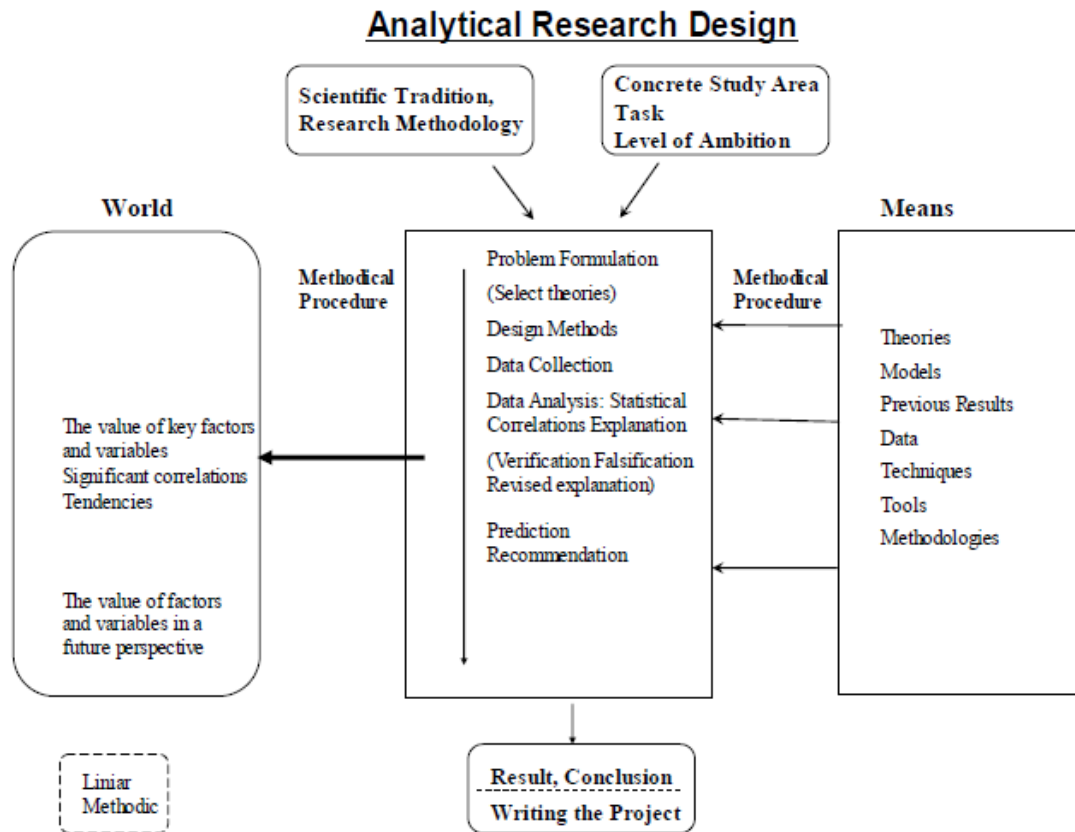 Analytical Research Design
Scientific Tradition,
Research Methodology
Concrete Study Area
Task
Level of Ambition
World
Means
Methodical
Procedure
Problem Formulation
(Select theories)
Design Methods
Data Collection
Data Analysis: Statistical
Correlations Explanation
(Verification Falsification
Revised explanation)
Prediction
Recommendation
Methodical
Procedure
Theories
Models
Previous Results
Data
Techniques
Tools
Methodologies
The value of key factors
and variables
Significant correlations
Tendencies
The value of factors
and variables in a
future perspective
Liniar
Methodic
Result, Conclusion
Writing the Project